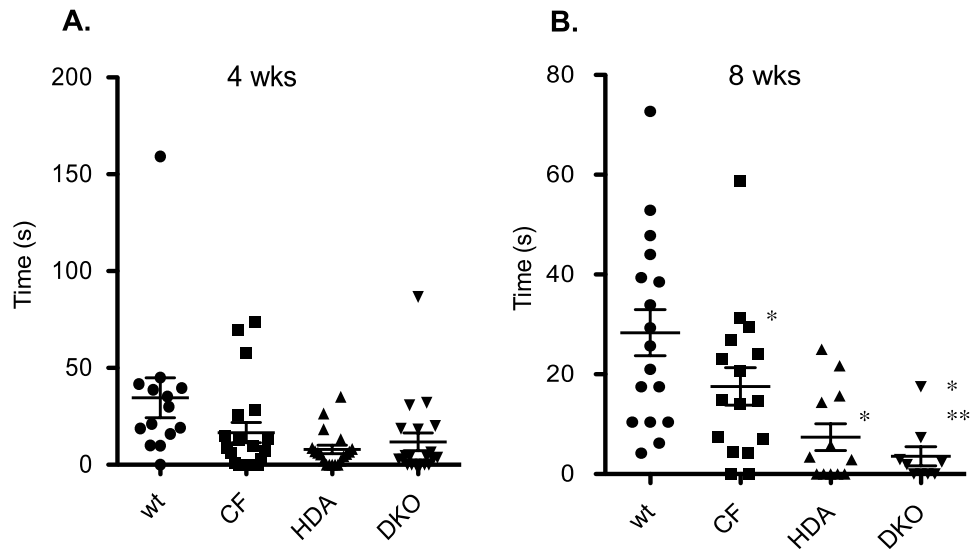 A.
4 wks
200
150
100
50
0
Time (s)
wt
CF
HDA
DKO
B.
8 wks
80
60
40
20
0
Time (s)
*
*
*
**
wt
CF
HDA
DKO